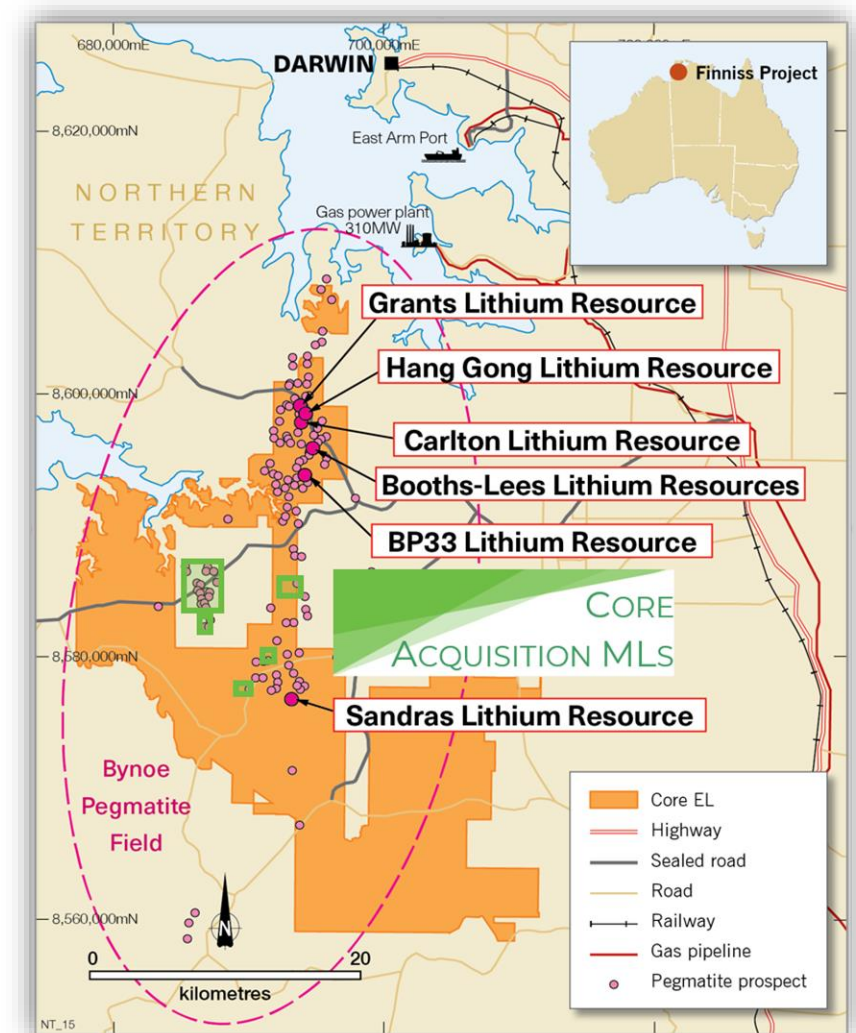 680,000mE
700,000mE
DARWIN
Finniss Project
8,620,000mN
East Arm Port
NORTHERN
TERRITORY
Gas power plant
310MW
Grants Lithium Resource
Hang Gong Lithium Resource
8,600,000mN
Carlton Lithium Resource
Booths-Lees Lithium Resources
BP33 Lithium Resource
CORE
ACQUISITION MLs
8,580,000mN
Sandras Lithium Resource
Bynoe
Pegmatite
Field
Core EL
Highway
Sealed road
Road
Railway
Gas pipeline
Pegmatite prospect
8,560,000mN
N
0 20
kilometres
NT_15